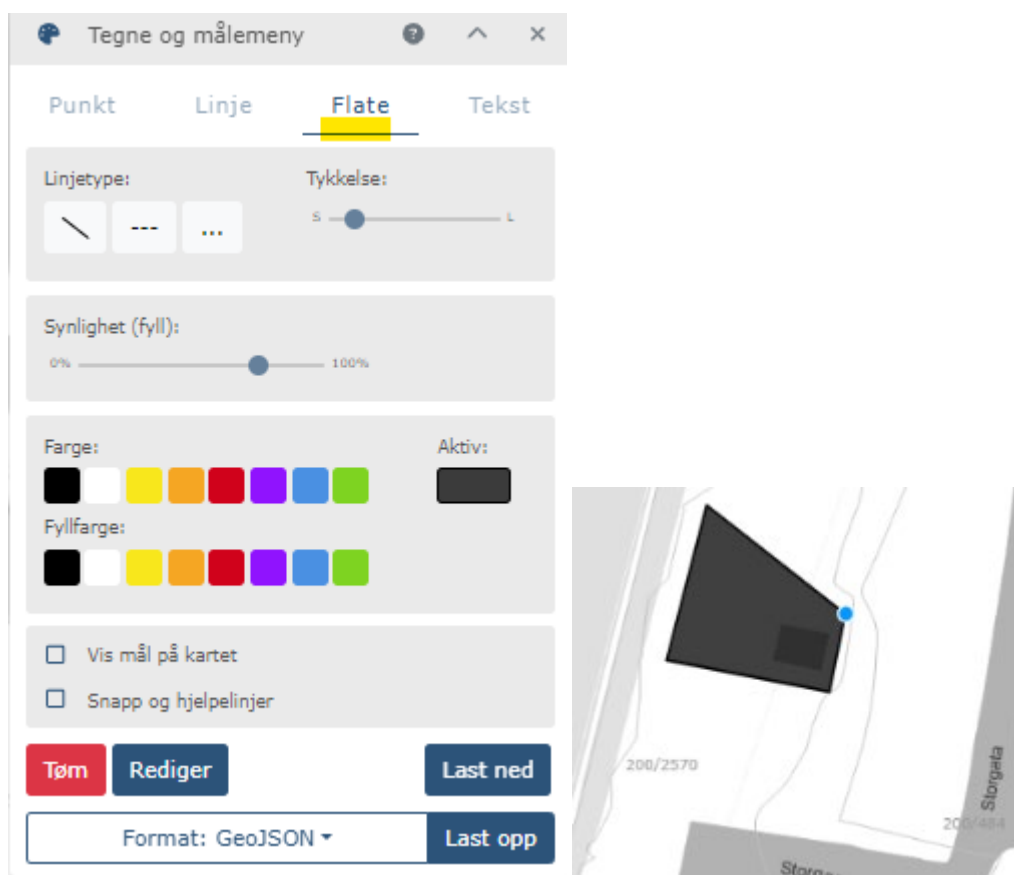 Tegne og målemeny
Punkt Linje Flate Tekst
Linjetype: Tykkelse:
--- ... S L
Synlighet (fyll):
0% 100%
Farge: Aktiv:
Fyllfarge:
Vis mål på kartet
Snapp og hjelpelinjer
Tøm Rediger Last ned
Format: GeoJSON Last opp
200/2570
Storgata
200/484